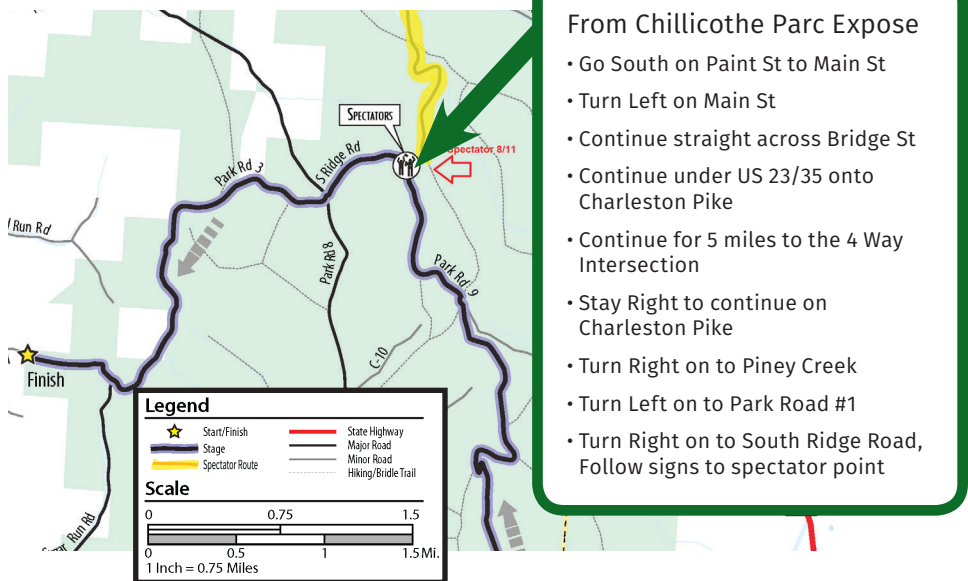 From Chillicothe Parc Expose
• Go South on Paint St to Main St
• Turn Left on Main St
• Continue straight across Bridge St
• Continue under US 23/35 onto
Charleston Pike
• Continue for 5 miles to the 4 Way
Intersection
• Stay Right to continue on
Charleston Pike
• Turn Right on to Piney Creek
• Turn Left on to Park Road #1
• Turn Right on to South Ridge Road,
Follow signs to spectator point
SPECTATORS
Spectator 8/11
S Ridge Rd
Park Rd 3
Run Rd
Park Rd 8
Park Rd 9
C-10
Finish
Run Rd
Legend
Start/Finish
Stage
Spectator Route
State Highway
Major Road
Minor Road
Hiking/Bridle Trail
Scale
0 0.75 1.5
0 0.5 1 1.5 Mi.
1 Inch = 0.75 Miles